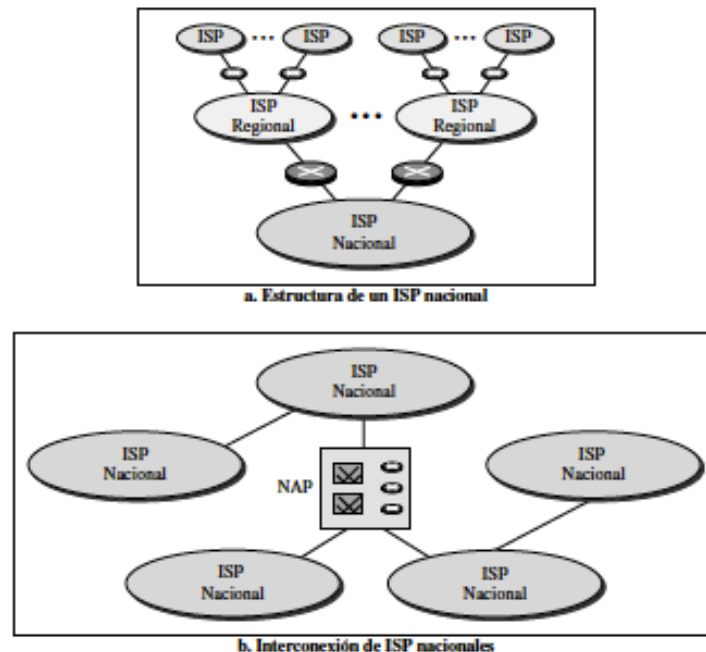 ISP ••• ISP ISP ••• ISP
ISP
Regional
•••
ISP
Regional
ISP
Nacional
a. Estructura de un ISP nacional
ISP
Nacional
ISP
Nacional
NAP
ISP
Nacional
ISP
Nacional
ISP
Nacional
b. Interconexión de ISP nacionales